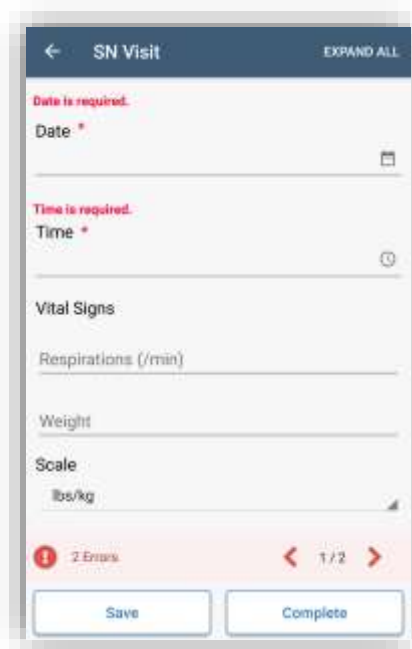 SN Visit EXPAND ALL
Date is required.
Date *
Time is required.
Time *
Vital Signs
Respirations (/min)
Weight
Scale
lbs/kg
2 Errors 1 / 2
Save Complete